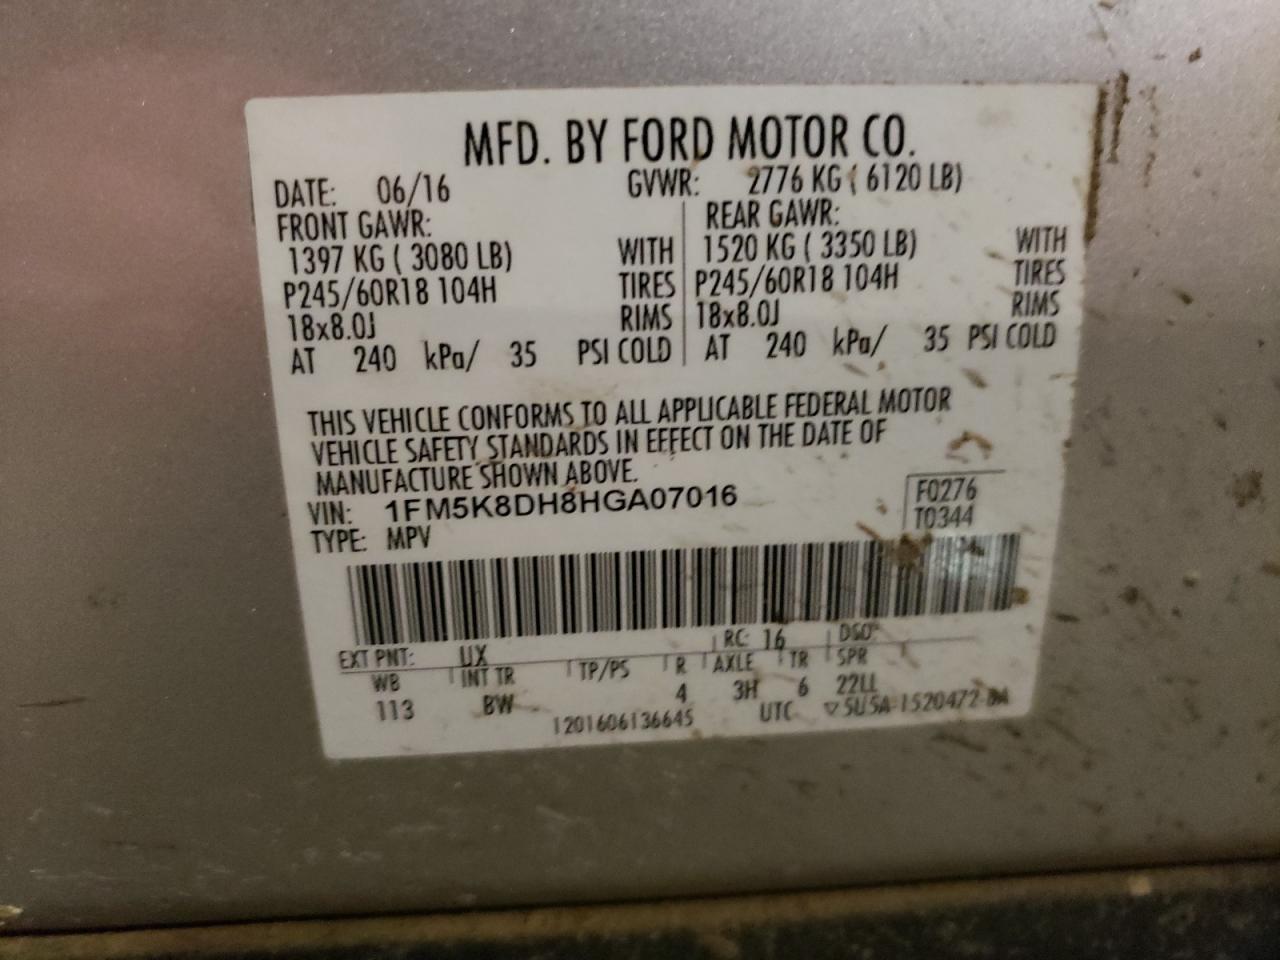 MFD. BY FORD MOTOR CO.
DATE: 06/16 GVWR: 2776 KG ( 6120 LB)
FRONT GAWR: REAR GAWR:
1397 KG ( 3080 LB) WITH 1520 KG ( 3350 LB) WITH
P245/60R18 104H TIRES P245/60R18 104H TIRES
18x8.0J RIMS 18x8.0J RIMS
AT 240 kPa/ 35 PSI COLD AT 240 kPa/ 35 PSI COLD
THIS VEHICLE CONFORMS TO ALL APPLICABLE FEDERAL MOTOR
VEHICLE SAFETY STANDARDS IN EFFECT ON THE DATE OF
MANUFACTURE SHOWN ABOVE.
VIN: 1FM5K8DH8HGA07016 F0276
TYPE: MPV T0344
RC: 16 DSO:
EXT PNT: UX
WB INT TR TP/PS R AXLE TR SPR
113 BW 4 3H 6 22LL
1201606136645 UTC ▽